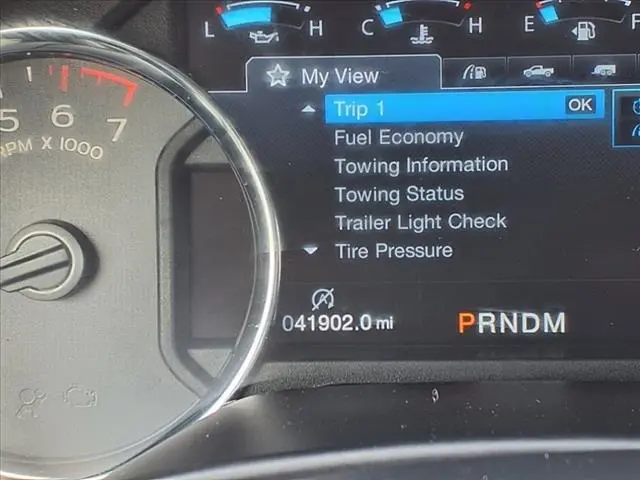 L H C H E F
My View
Trip 1 OK
Fuel Economy
Towing Information
Towing Status
Trailer Light Check
Tire Pressure
041902.0 mi
PRNDM
5 6 7
RPM X 1000